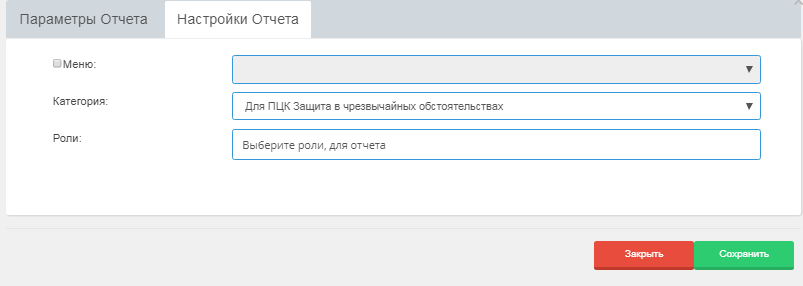 Параметры Отчета
Настройки Отчета
Меню:
Категория:
Для ПЦК Защита в чрезвычайных обстоятельствах
Роли:
Выберите роли, для отчета
Закрыть
Сохранить